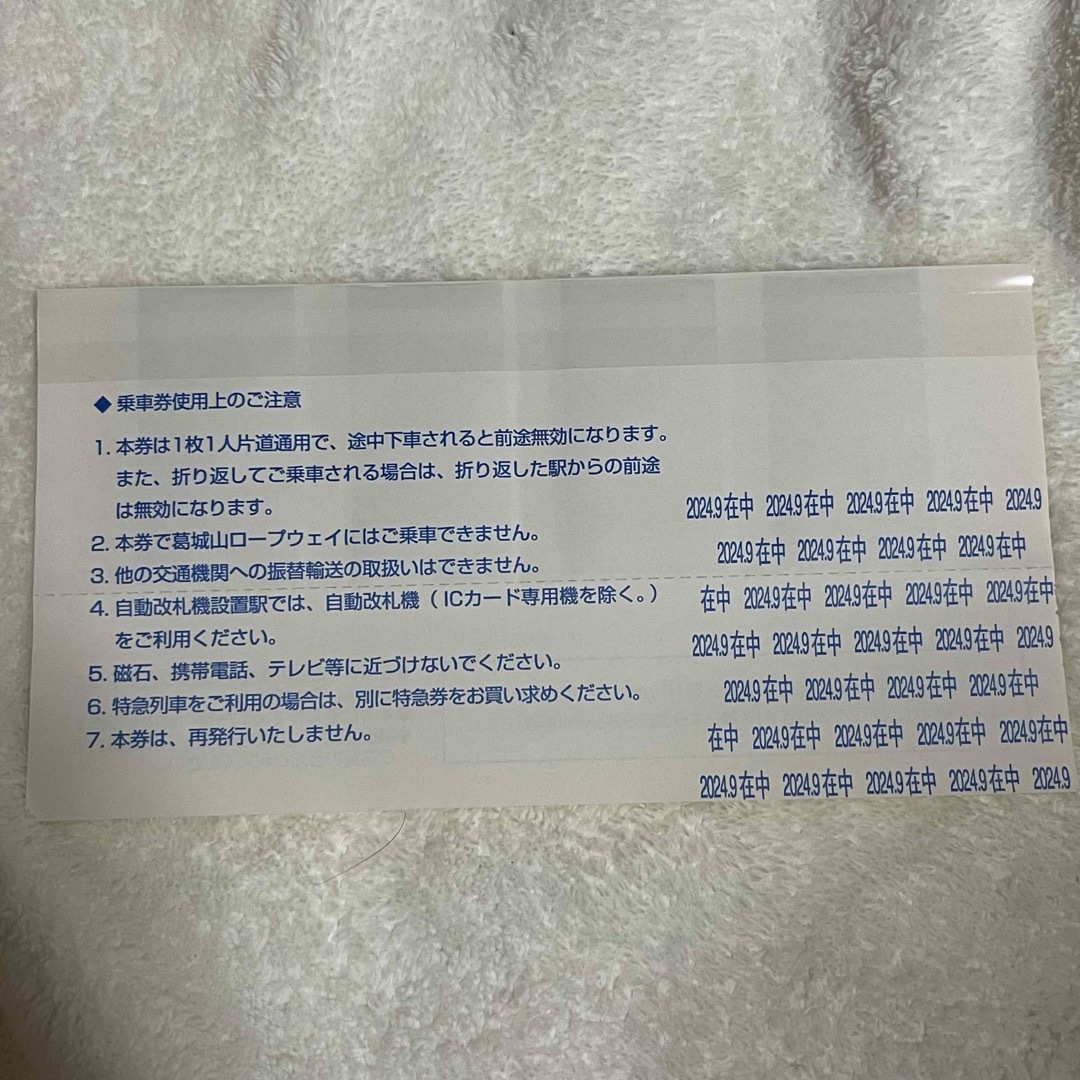 ◆ 乗車券使用上のご注意
1. 本券は1枚1人片道通用で、途中下車されると前途無効になります。
また、折り返してご乗車される場合は、折り返した駅からの前途
は無効になります。
2. 本券で葛城山ロープウェイにはご乗車できません。
3. 他の交通機関への振替輸送の取扱いはできません。
4. 自動改札機設置駅では、自動改札機（ICカード専用機を除く。）
をご利用ください。
5. 磁石、携帯電話、テレビ等に近づけないでください。
6. 特急列車をご利用の場合は、別に特急券をお買い求めください。
7. 本券は、再発行いたしません。
2024.9在中 2024.9在中 2024.9在中 2024.9在中 2024.9
2024.9在中 2024.9在中 2024.9在中 2024.9在中
在中 2024.9在中 2024.9在中 2024.9在中 2024.9在中
2024.9在中 2024.9在中 2024.9在中 2024.9在中 2024.9
2024.9在中 2024.9在中 2024.9在中 2024.9在中
在中 2024.9在中 2024.9在中 2024.9在中 2024.9在中
2024.9在中 2024.9在中 2024.9在中 2024.9在中 2024.9